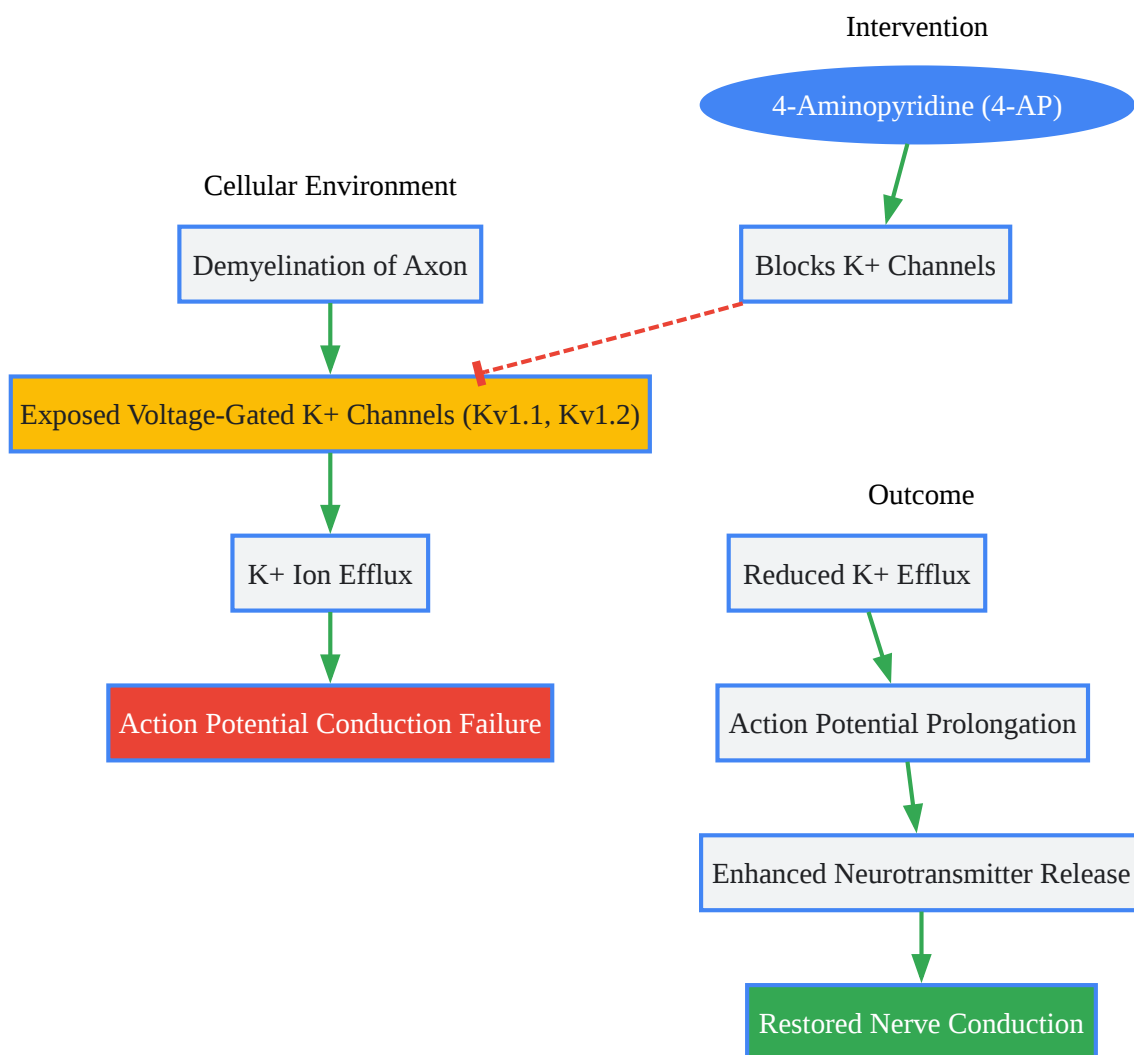 Intervention
4-Aminopyridine (4-AP)
Cellular Environment
Demyelination of Axon
Blocks K+ Channels
Exposed Voltage-Gated K+ Channels (Kv1.1, Kv1.2)
Outcome
K+ Ion Efflux
Reduced K+ Efflux
Action Potential Conduction Failure
Action Potential Prolongation
Enhanced Neurotransmitter Release
Restored Nerve Conduction